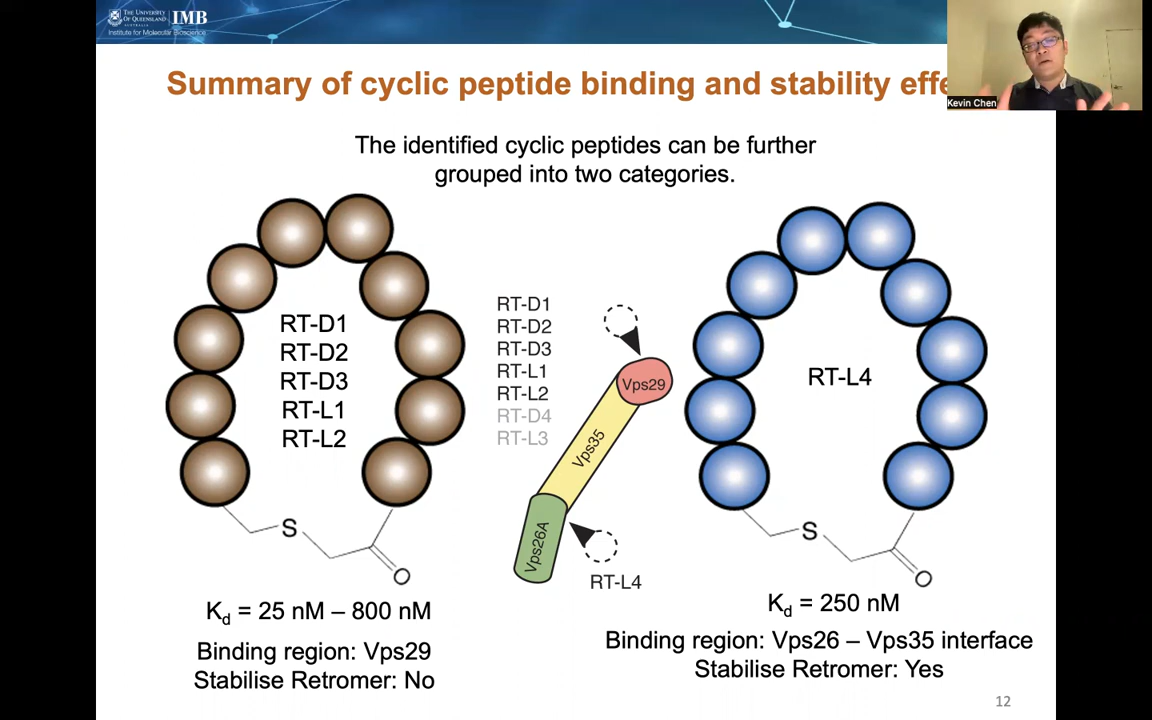 THE UNIVERSITY
OF QUEENSLAND
AUSTRALIA
IMB
Institute for Molecular Bioscience
Kevin Chen
Summary of cyclic peptide binding and stability effe
The identified cyclic peptides can be further
grouped into two categories.
RT-D1
RT-D2
RT-D3
RT-L1
RT-L2
RT-D1
RT-D2
RT-D3
RT-L1
RT-L2
RT-D4
RT-L3
Vps29
Vps35
Vps26A
RT-L4
RT-L4
S
O
S
O
Kd = 25 nM – 800 nM
Binding region: Vps29
Stabilise Retromer: No
Kd = 250 nM
Binding region: Vps26 – Vps35 interface
Stabilise Retromer: Yes
12